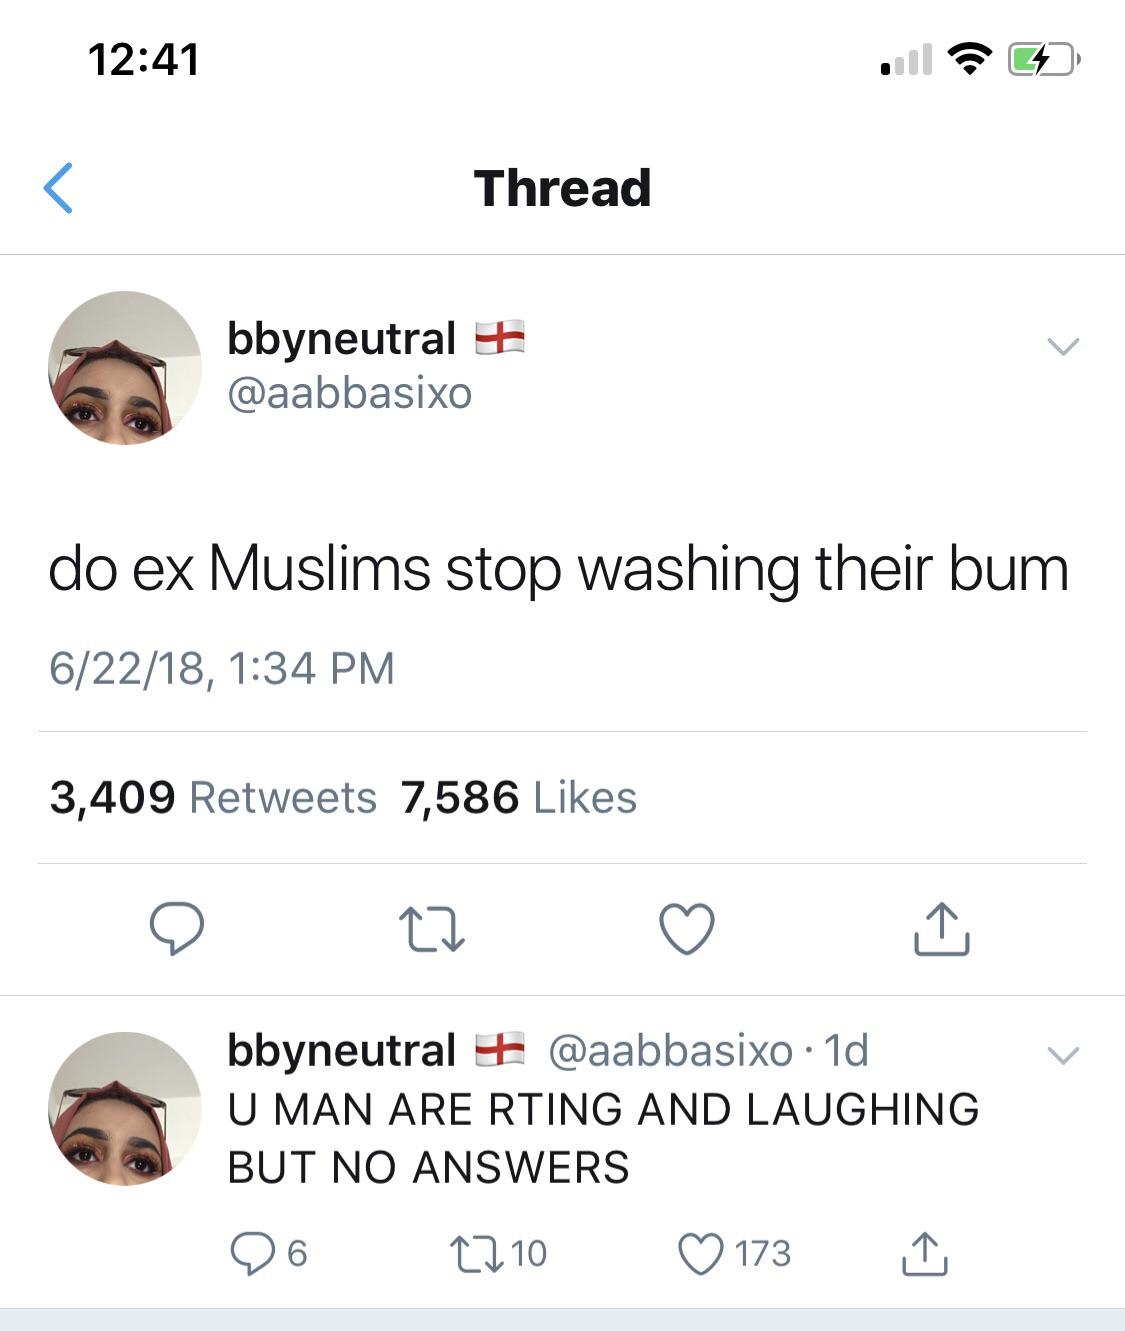 12:41
Thread
bbyneutral 🏴󠁧󠁢󠁥󠁮󠁧󠁿
@aabbasixo
do ex Muslims stop washing their bum
6/22/18, 1:34 PM
3,409 Retweets 7,586 Likes
bbyneutral 🏴󠁧󠁢󠁥󠁮󠁧󠁿 @aabbasixo · 1d
U MAN ARE RTING AND LAUGHING
BUT NO ANSWERS
6 10 173